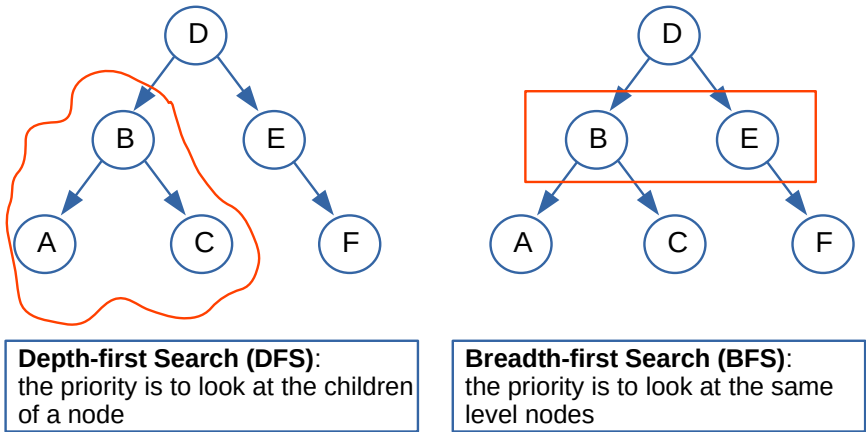 D
B
E
A
C
F
Depth-first Search (DFS):
the priority is to look at the children
of a node
D
B
E
A
C
F
Breadth-first Search (BFS):
the priority is to look at the same
level nodes